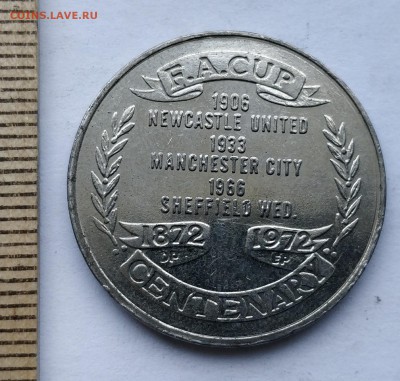 COINS.LAVE.RU
F.A.CUP
1906
NEWCASTLE UNITED
1933
MANCHESTER CITY
1966
SHEFFIELD WED.
1872 1972
CENTENARY